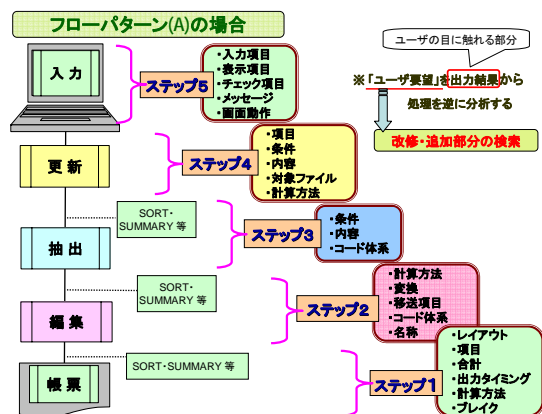 フローパターン(A)の場合
入力
ステップ5
・入力項目
・表示項目
・チェック項目
・メッセージ
・画面動作
ユーザの目に触れる部分
※「ユーザ要望」を出力結果から
処理を逆に分析する
改修・追加部分の検索
更新
ステップ4
・項目
・条件
・内容
・対象ファイル
・計算方法
SORT・
SUMMARY 等
抽出
ステップ3
・条件
・内容
・コード体系
SORT・
SUMMARY 等
編集
ステップ2
・計算方法
・変換
・移送項目
・コード体系
・名称
SORT・SUMMARY 等
帳票
ステップ1
・レイアウト
・項目
・合計
・出力タイミング
・計算方法
・ブレイク